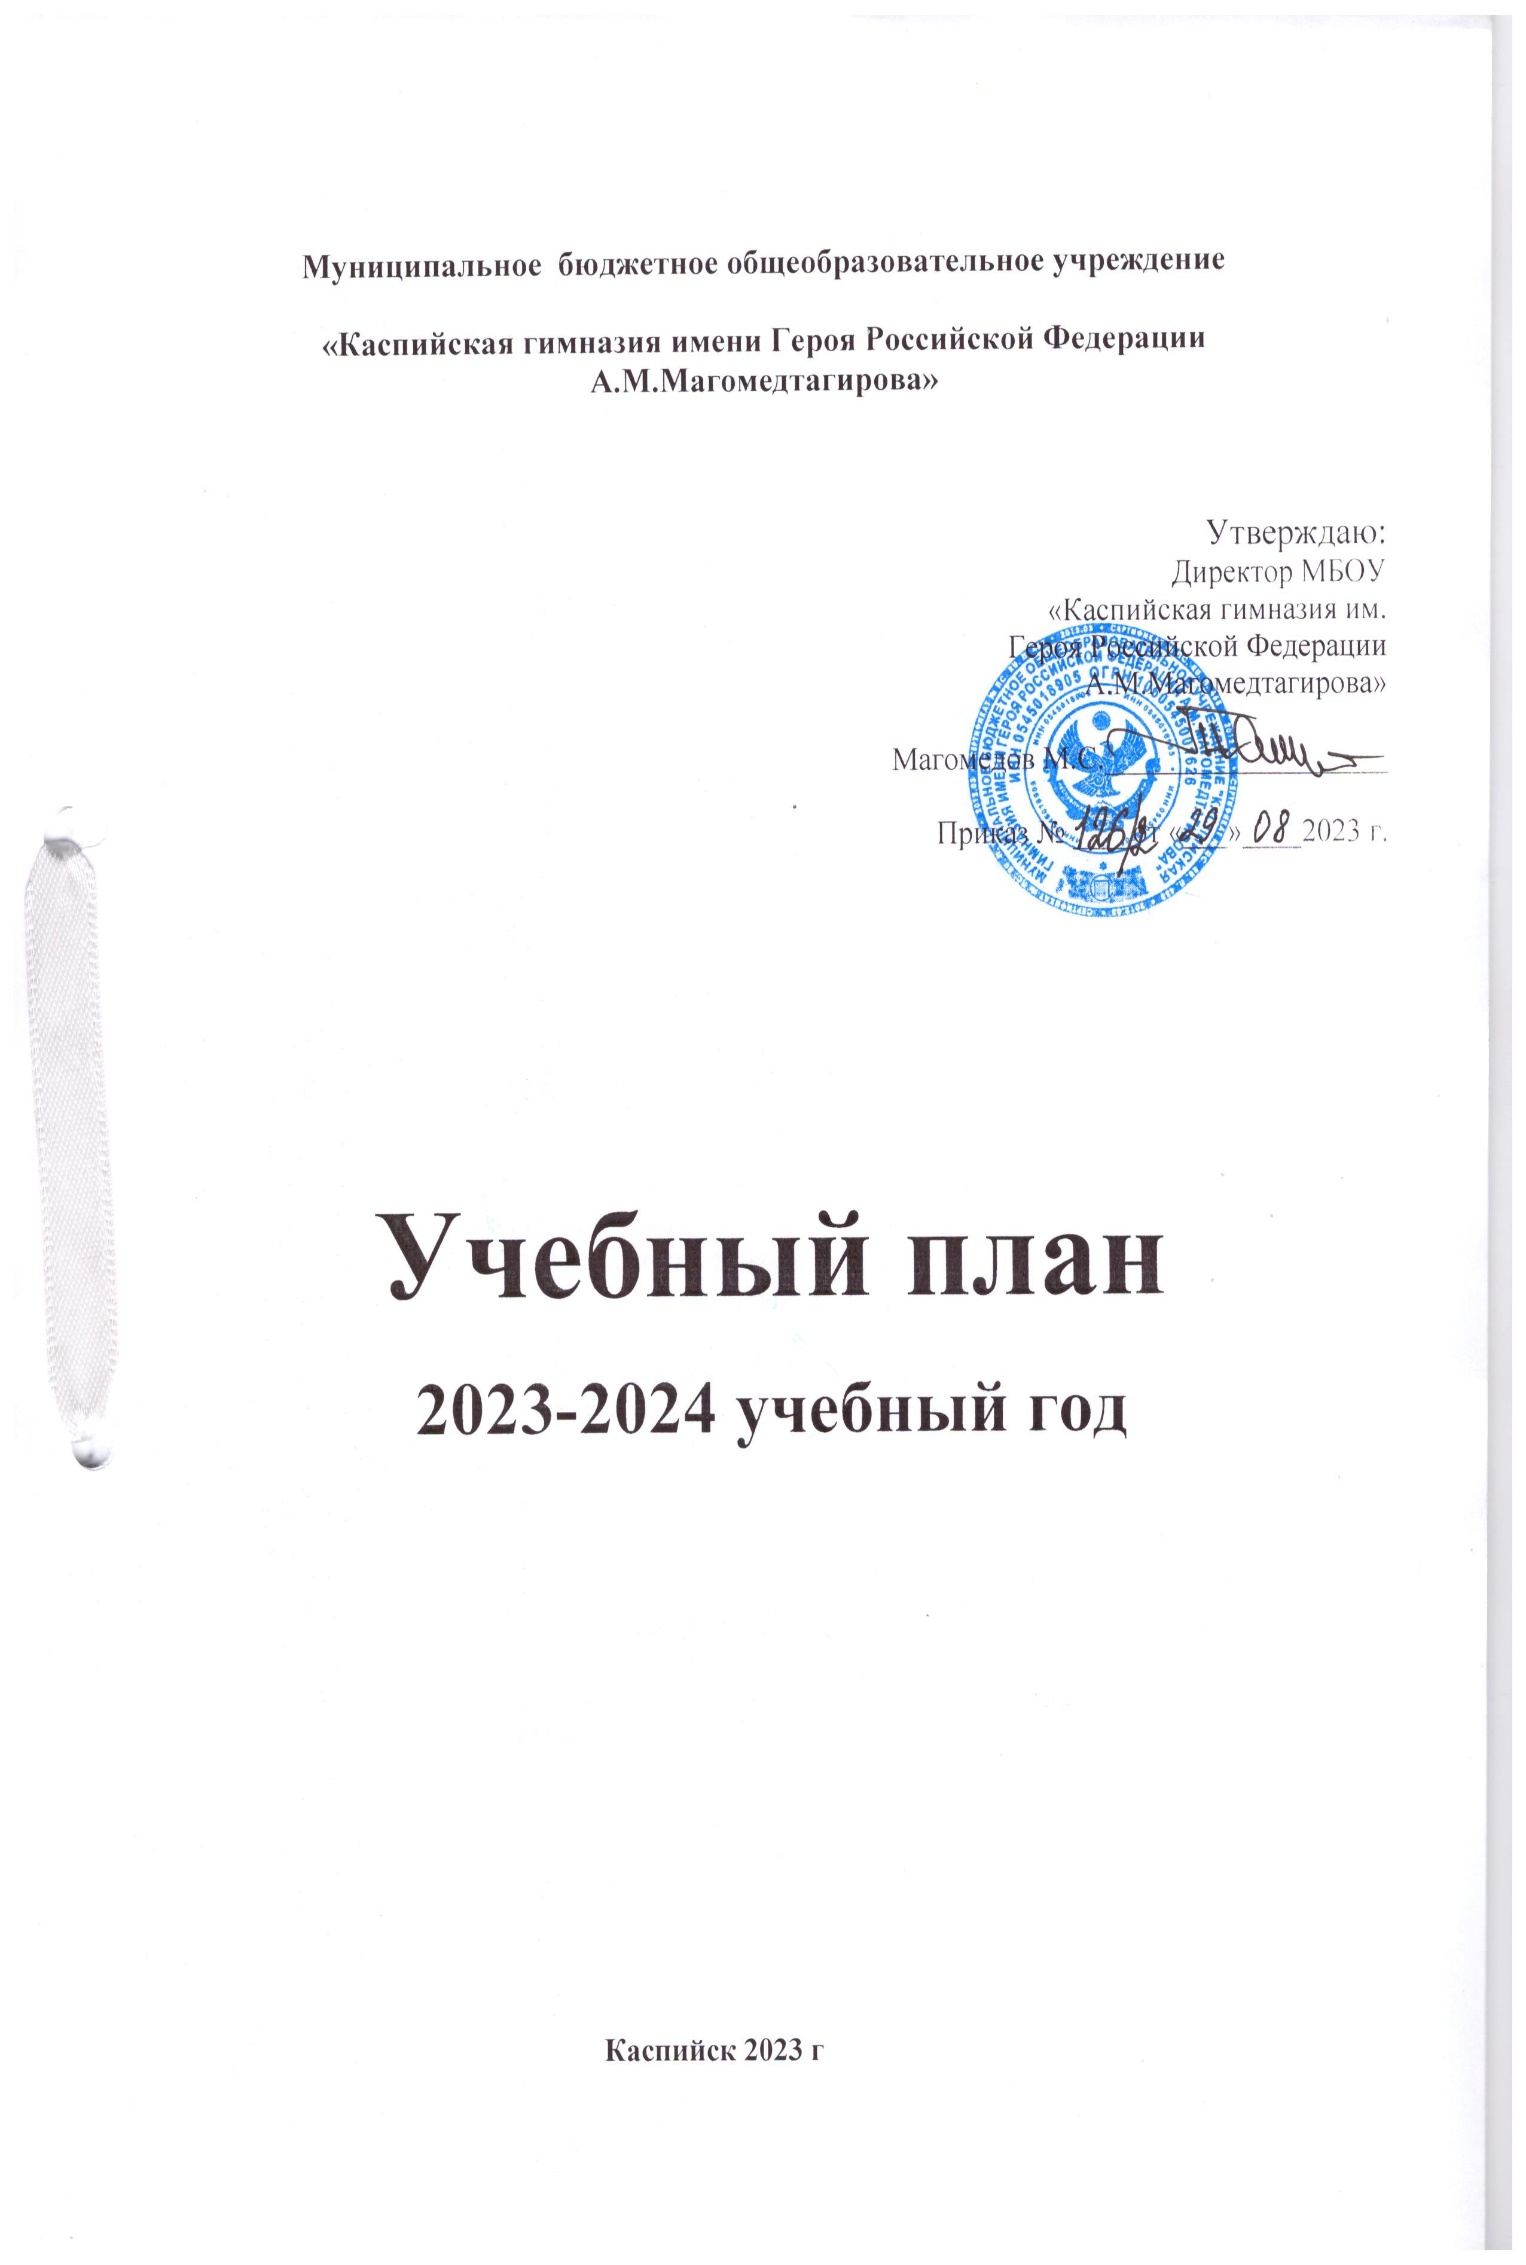 Муниципальное бюджетное общеобразовательное учреждение
«Каспийская гимназия имени Героя Российской Федерации
А.М.Магомедтагирова»
Утверждаю:
Директор МБОУ
«Каспийская гимназия им.
Героя Российской Федерации
А.М.Магомедтагирова»
Магомедов М.С.
Приказ № 126/2 от «29» 08 2023 г.
Учебный план
2023-2024 учебный год
Каспийск 2023 г